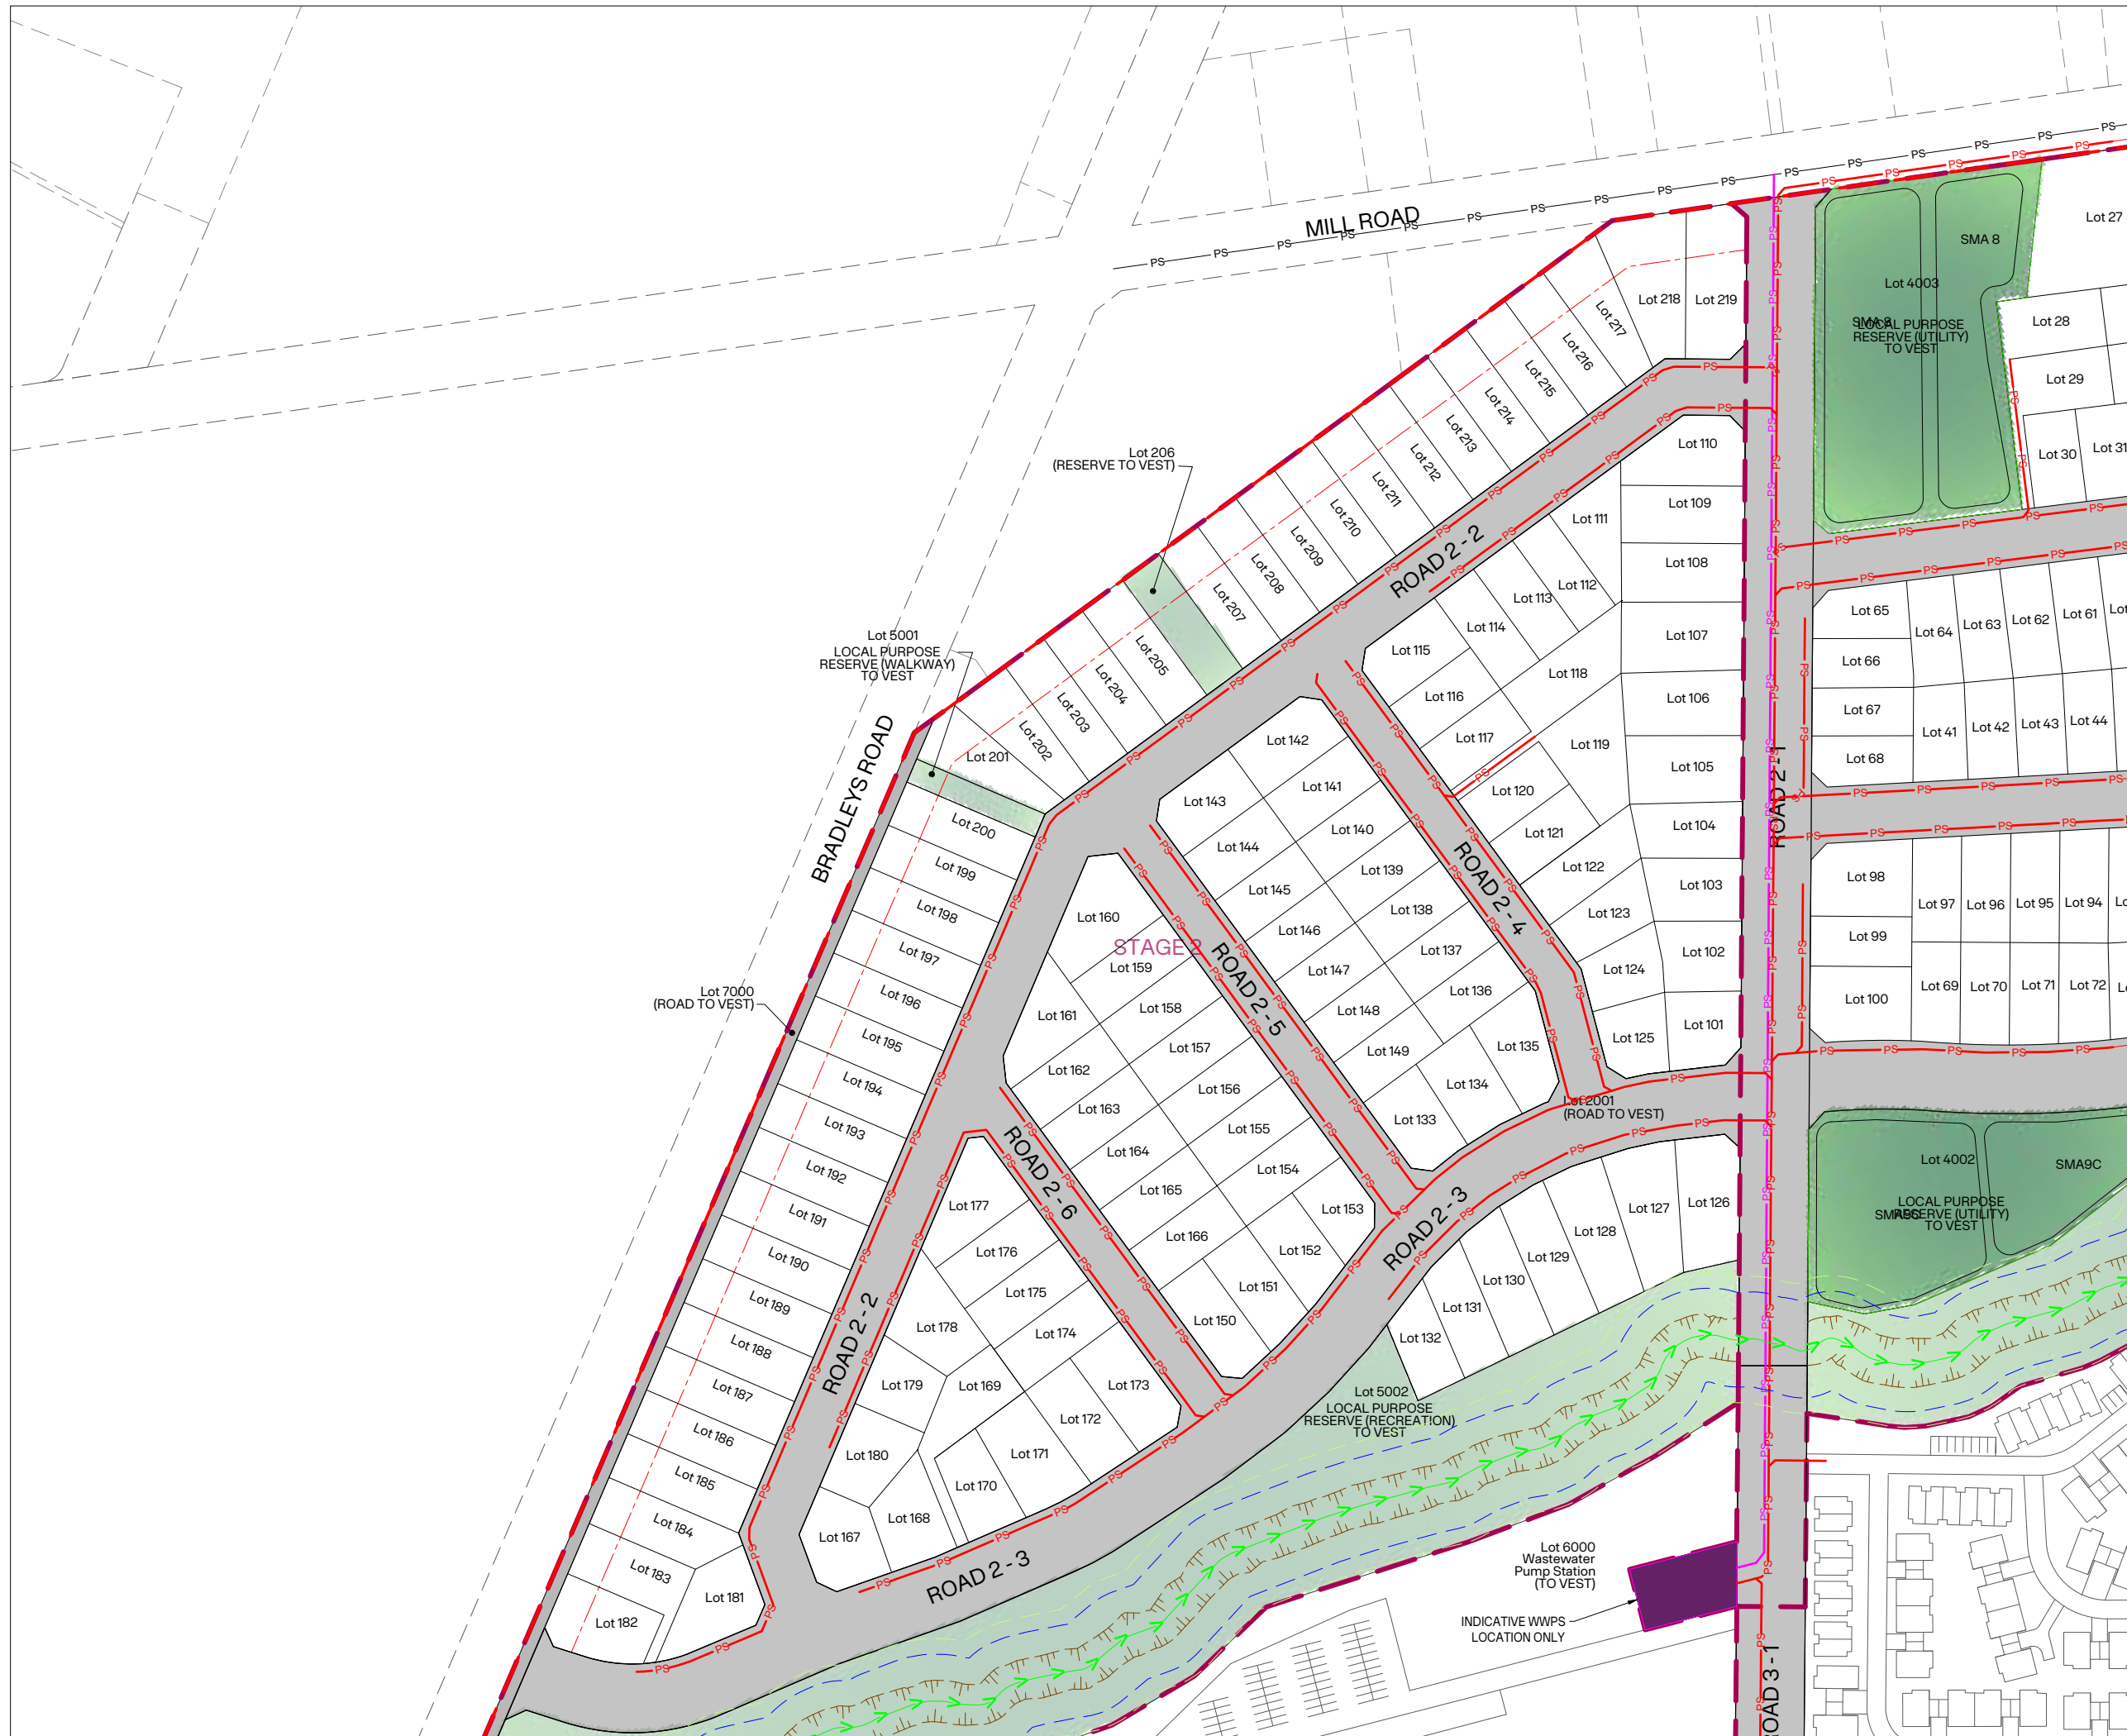 MILL ROAD
SMA 8
Lot 27
Lot 4003
SMA 8
LOCAL PURPOSE
RESERVE (UTILITY)
TO VEST
Lot 28
Lot 29
Lot 30
Lot 31
Lot 219
Lot 218
Lot 217
Lot 216
Lot 215
Lot 214
Lot 213
Lot 212
Lot 211
Lot 210
Lot 209
Lot 208
Lot 207
Lot 206
(RESERVE TO VEST)
Lot 205
Lot 204
Lot 203
Lot 202
Lot 201
Lot 5001
LOCAL PURPOSE
RESERVE (WALKWAY)
TO VEST
BRADLEYS ROAD
ROAD 2 - 2
Lot 110
Lot 109
Lot 108
Lot 107
Lot 106
Lot 105
Lot 104
Lot 103
Lot 102
Lot 101
Lot 111
Lot 112
Lot 113
Lot 114
Lot 115
Lot 116
Lot 117
Lot 118
Lot 119
Lot 120
Lot 121
Lot 122
Lot 123
Lot 124
Lot 125
ROAD 2 - 1
Lot 65
Lot 66
Lot 67
Lot 68
Lot 64
Lot 63
Lot 62
Lot 61
Lot
Lot 41
Lot 42
Lot 43
Lot 44
Lot 98
Lot 99
Lot 100
Lot 97
Lot 96
Lot 95
Lot 94
Lot 69
Lot 70
Lot 71
Lot 72
ROAD 2 - 4
Lot 142
Lot 141
Lot 140
Lot 139
Lot 138
Lot 137
Lot 136
Lot 135
Lot 134
Lot 133
Lot 143
Lot 144
Lot 145
Lot 146
Lot 147
Lot 148
Lot 149
ROAD 2 - 5
STAGE 2
Lot 160
Lot 159
Lot 158
Lot 157
Lot 156
Lot 155
Lot 154
Lot 153
Lot 152
Lot 151
Lot 150
Lot 161
Lot 162
Lot 163
Lot 164
Lot 165
Lot 166
ROAD 2 - 6
Lot 200
Lot 199
Lot 198
Lot 197
Lot 196
Lot 195
Lot 194
Lot 193
Lot 192
Lot 191
Lot 190
Lot 189
Lot 188
Lot 187
Lot 186
Lot 185
Lot 184
Lot 183
Lot 182
Lot 181
Lot 7000
(ROAD TO VEST)
ROAD 2 - 2
Lot 177
Lot 176
Lot 175
Lot 174
Lot 173
Lot 172
Lot 171
Lot 170
Lot 178
Lot 179
Lot 169
Lot 180
Lot 168
Lot 167
ROAD 2 - 3
Lot 2001
(ROAD TO VEST)
ROAD 2 - 3
Lot 126
Lot 127
Lot 128
Lot 129
Lot 130
Lot 131
Lot 132
Lot 4002
SMA9C
LOCAL PURPOSE
RESERVE (UTILITY)
TO VEST
Lot 5002
LOCAL PURPOSE
RESERVE (RECREATION)
TO VEST
Lot 6000
Wastewater
Pump Station
(TO VEST)
INDICATIVE WWPS
LOCATION ONLY
ROAD 3 - 1